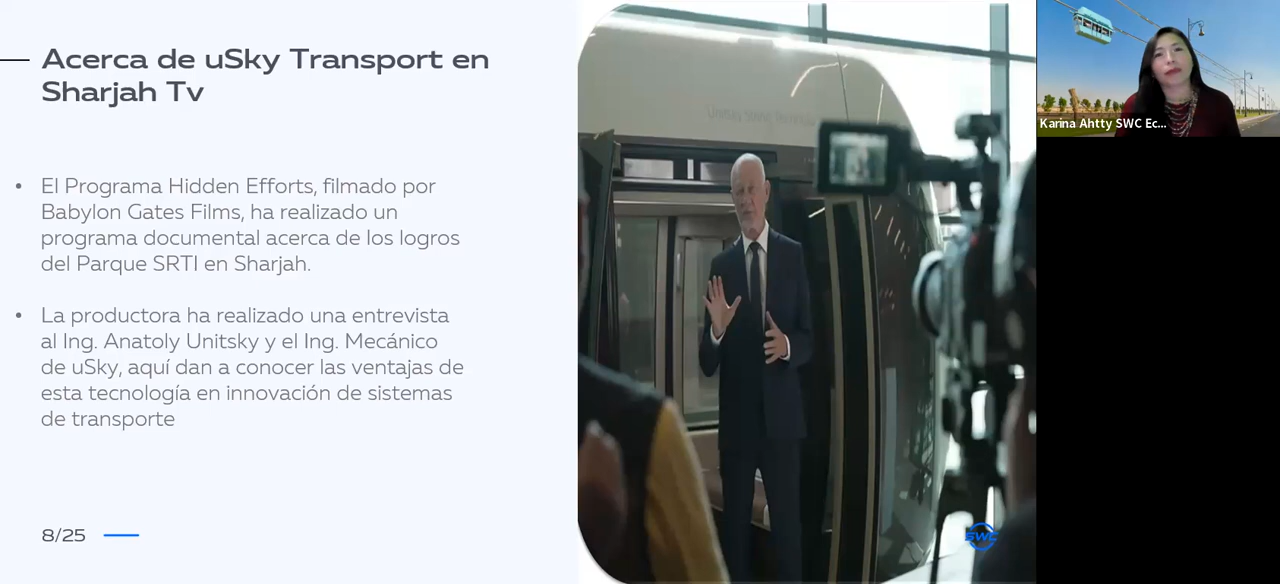 Acerca de uSky Transport en
Sharjah Tv
• El Programa Hidden Efforts, filmado por
Babylon Gates Films, ha realizado un
programa documental acerca de los logros
del Parque SRTI en Sharjah.
• La productora ha realizado una entrevista
al Ing. Anatoly Unitsky y el Ing. Mecánico
de uSky, aquí dan a conocer las ventajas de
esta tecnología en innovación de sistemas
de transporte
8/25
SWC
Karina Ahtty SWC Ec...